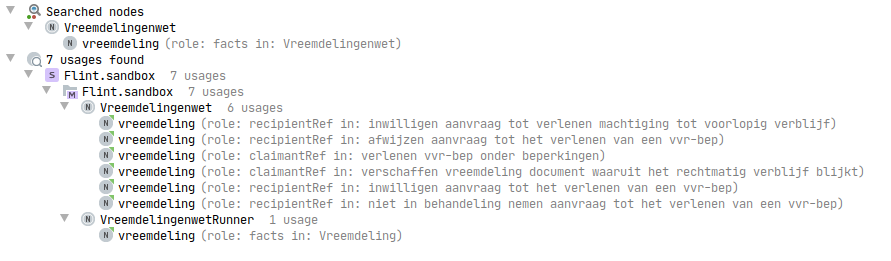 Searched nodes
N Vreemdelingenwet
N vreemdeling (role: facts in: Vreemdelingenwet)
7 usages found
S Flint.sandbox 7 usages
M Flint.sandbox 7 usages
N Vreemdelingenwet 6 usages
N vreemdeling (role: recipientRef in: inwilligen aanvraag tot verlenen machtiging tot voorlopig verblijf)
N vreemdeling (role: recipientRef in: afwijzen aanvraag tot het verlenen van een vvr-bep)
N vreemdeling (role: claimantRef in: verlenen vvr-bep onder beperkingen)
N vreemdeling (role: claimantRef in: verschaffen vreemdeling document waaruit het rechtmatig verblijf blijkt)
N vreemdeling (role: recipientRef in: inwilligen aanvraag tot het verlenen van een vvr-bep)
N vreemdeling (role: recipientRef in: niet in behandeling nemen aanvraag tot het verlenen van een vvr-bep)
N VreemdelingenwetRunner 1 usage
N vreemdeling (role: facts in: Vreemdeling)